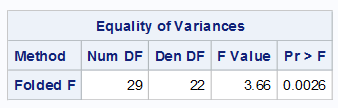 Equality of Variances
Method Num DF Den DF F Value Pr > F
Folded F 29 22 3.66 0.0026